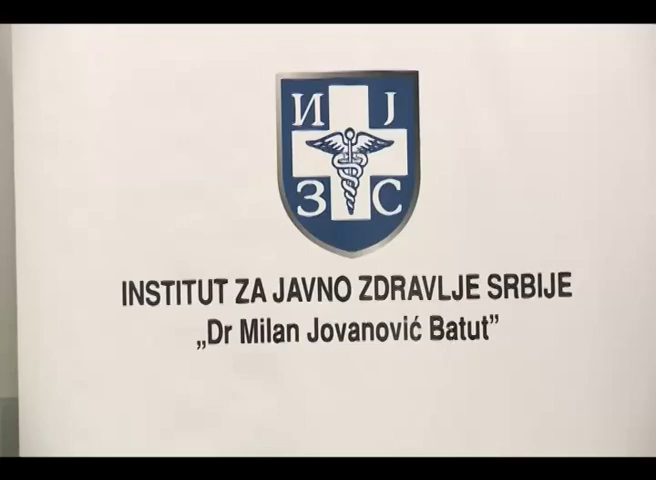 И Ј
З С
INSTITUT ZA JAVNO ZDRAVLJE SRBIJE
„Dr Milan Jovanović Batut”